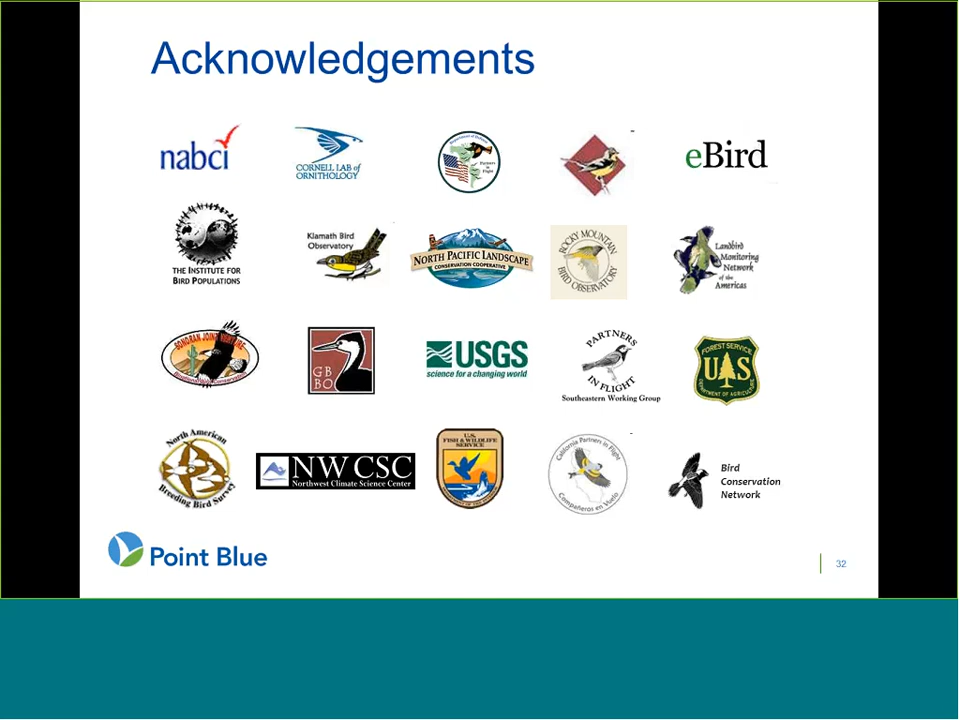 Acknowledgements
nabci
CORNELL LAB of
ORNITHOLOGY
Partners
in
Flight
eBird
THE INSTITUTE FOR
BIRD POPULATIONS
Klamath Bird
Observatory
NORTH PACIFIC LANDSCAPE
CONSERVATION COOPERATIVE
ROCKY MOUNTAIN
BIRD OBSERVATORY
Landbird
Monitoring
Network
of the
Americas
SONORAN JOINT VENTURE
GB
BO
USGS
science for a changing world
PARTNERS
IN FLIGHT
Southeastern Working Group
FOREST SERVICE
U S
DEPARTMENT OF AGRICULTURE
North American
Breeding Bird Survey
NW CSC
Northwest Climate Science Center
U.S.
FISH & WILDLIFE
SERVICE
California Partners in Flight
Compañeros en Vuelo
Bird
Conservation
Network
Point Blue
32